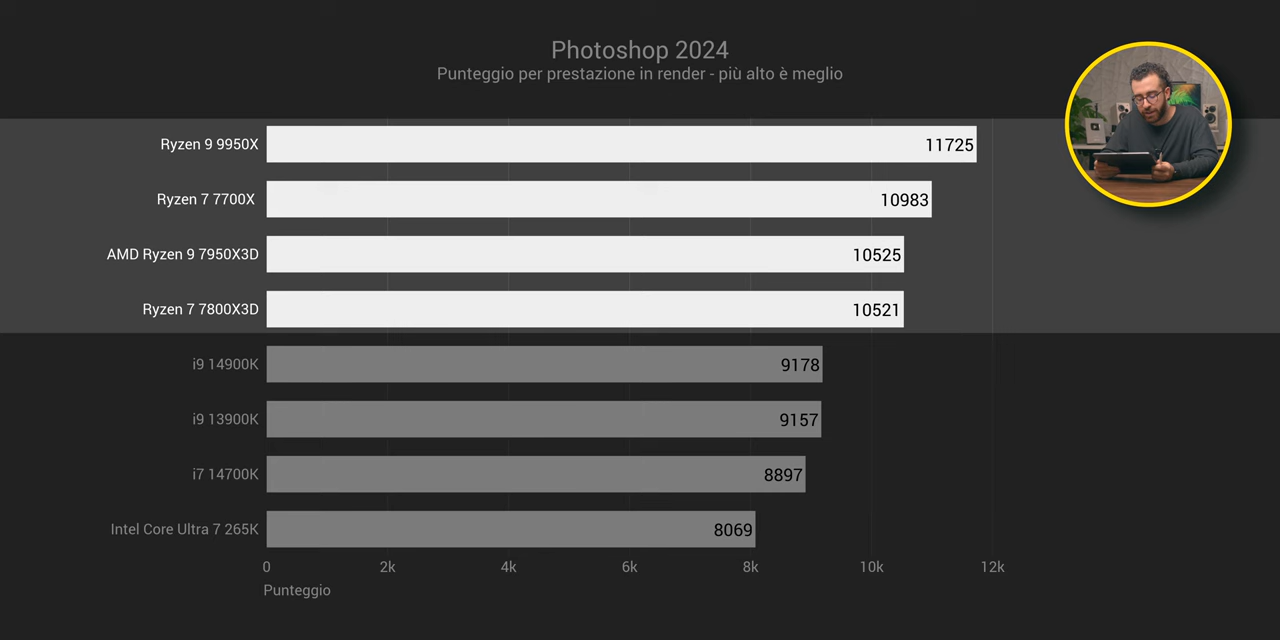 Photoshop 2024
Punteggio per prestazione in render - più alto è meglio
Ryzen 9 9950X 11725
Ryzen 7 7700X 10983
AMD Ryzen 9 7950X3D 10525
Ryzen 7 7800X3D 10521
i9 14900K 9178
i9 13900K 9157
i7 14700K 8897
Intel Core Ultra 7 265K 8069
0 2k 4k 6k 8k 10k 12k
Punteggio